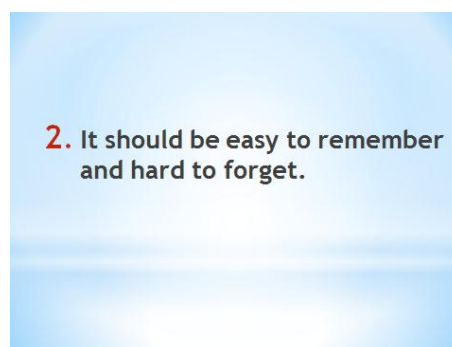 2. It should be easy to remember
and hard to forget.